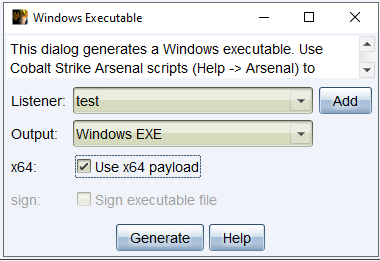 Windows Executable
This dialog generates a Windows executable. Use
Cobalt Strike Arsenal scripts (Help -> Arsenal) to
Listener: test Add
Output: Windows EXE
x64: Use x64 payload
sign: Sign executable file
Generate Help